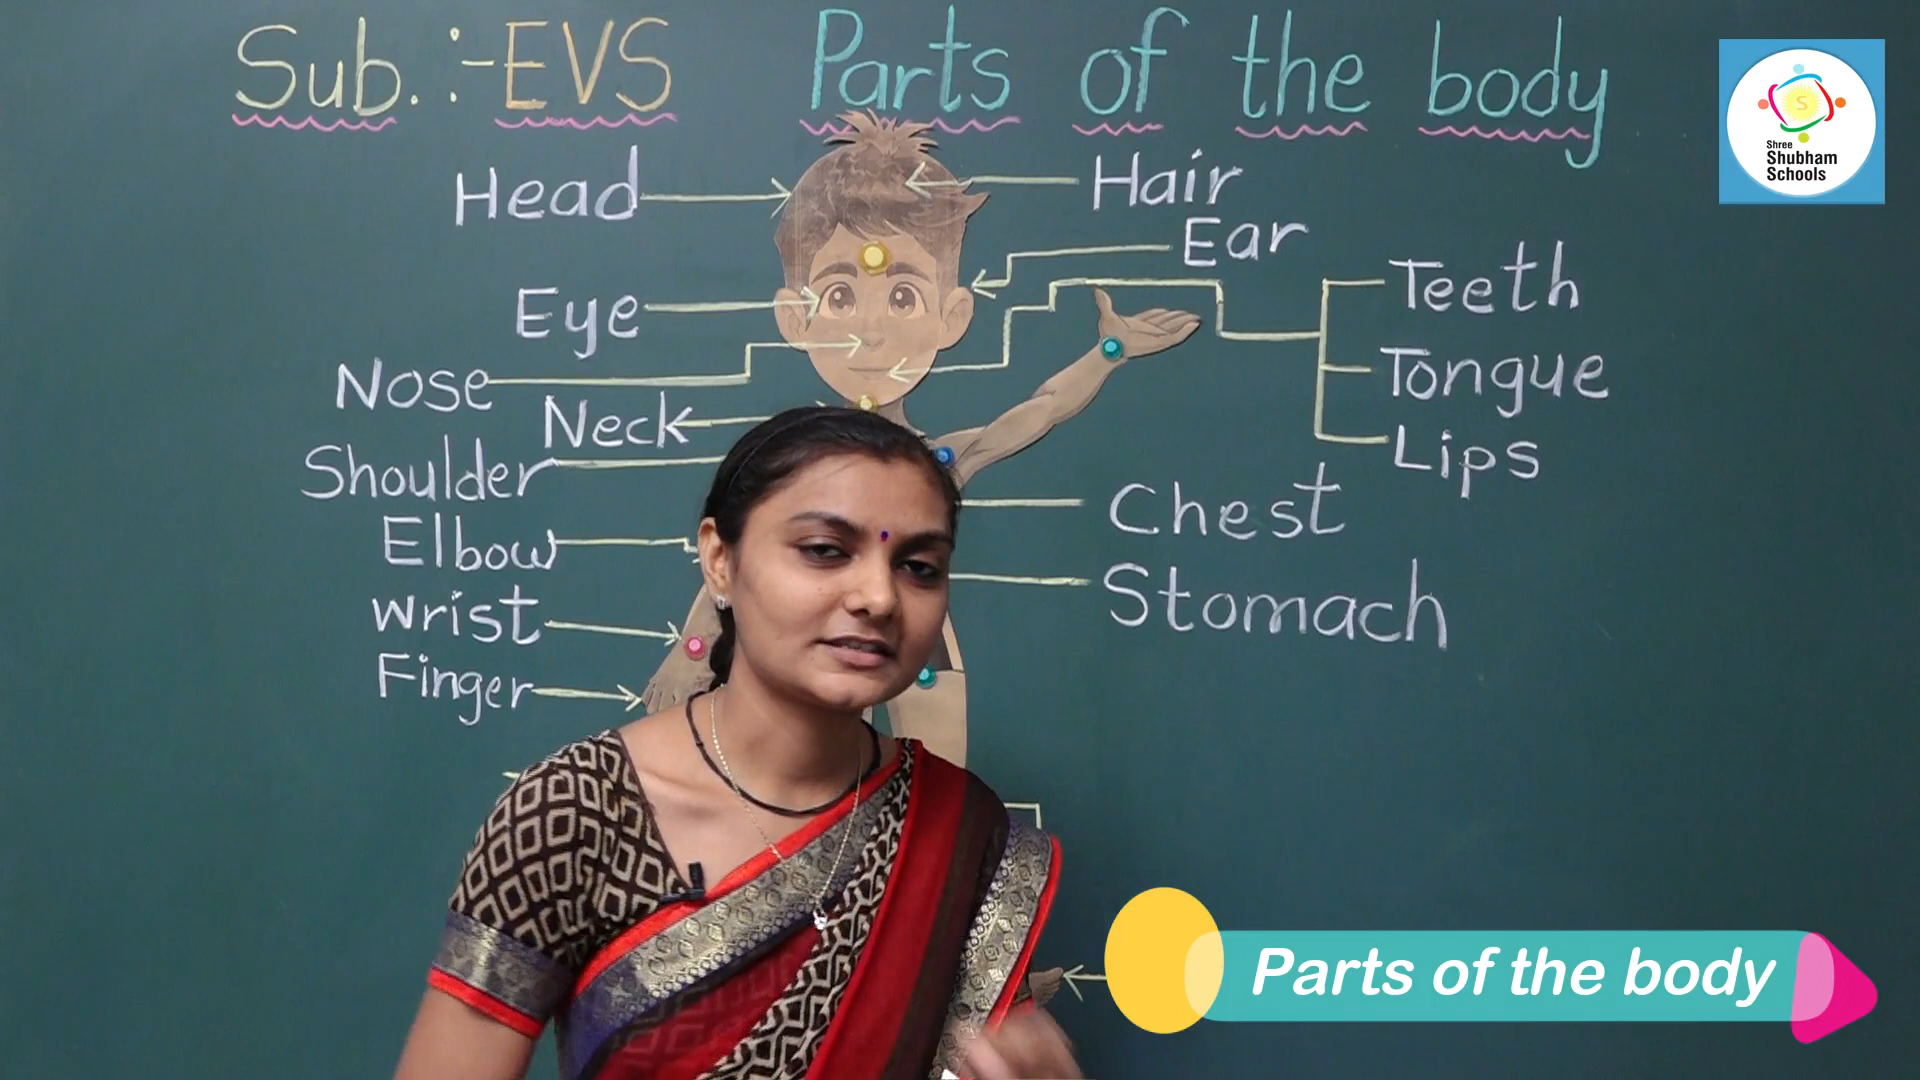 Sub. :- EVS Parts of the body
Shree
Shubham
Schools
Head
Hair
Ear
Eye
Teeth
Nose
Tongue
Neck
Lips
Shoulder
Chest
Elbow
Stomach
Wrist
Finger
Parts of the body